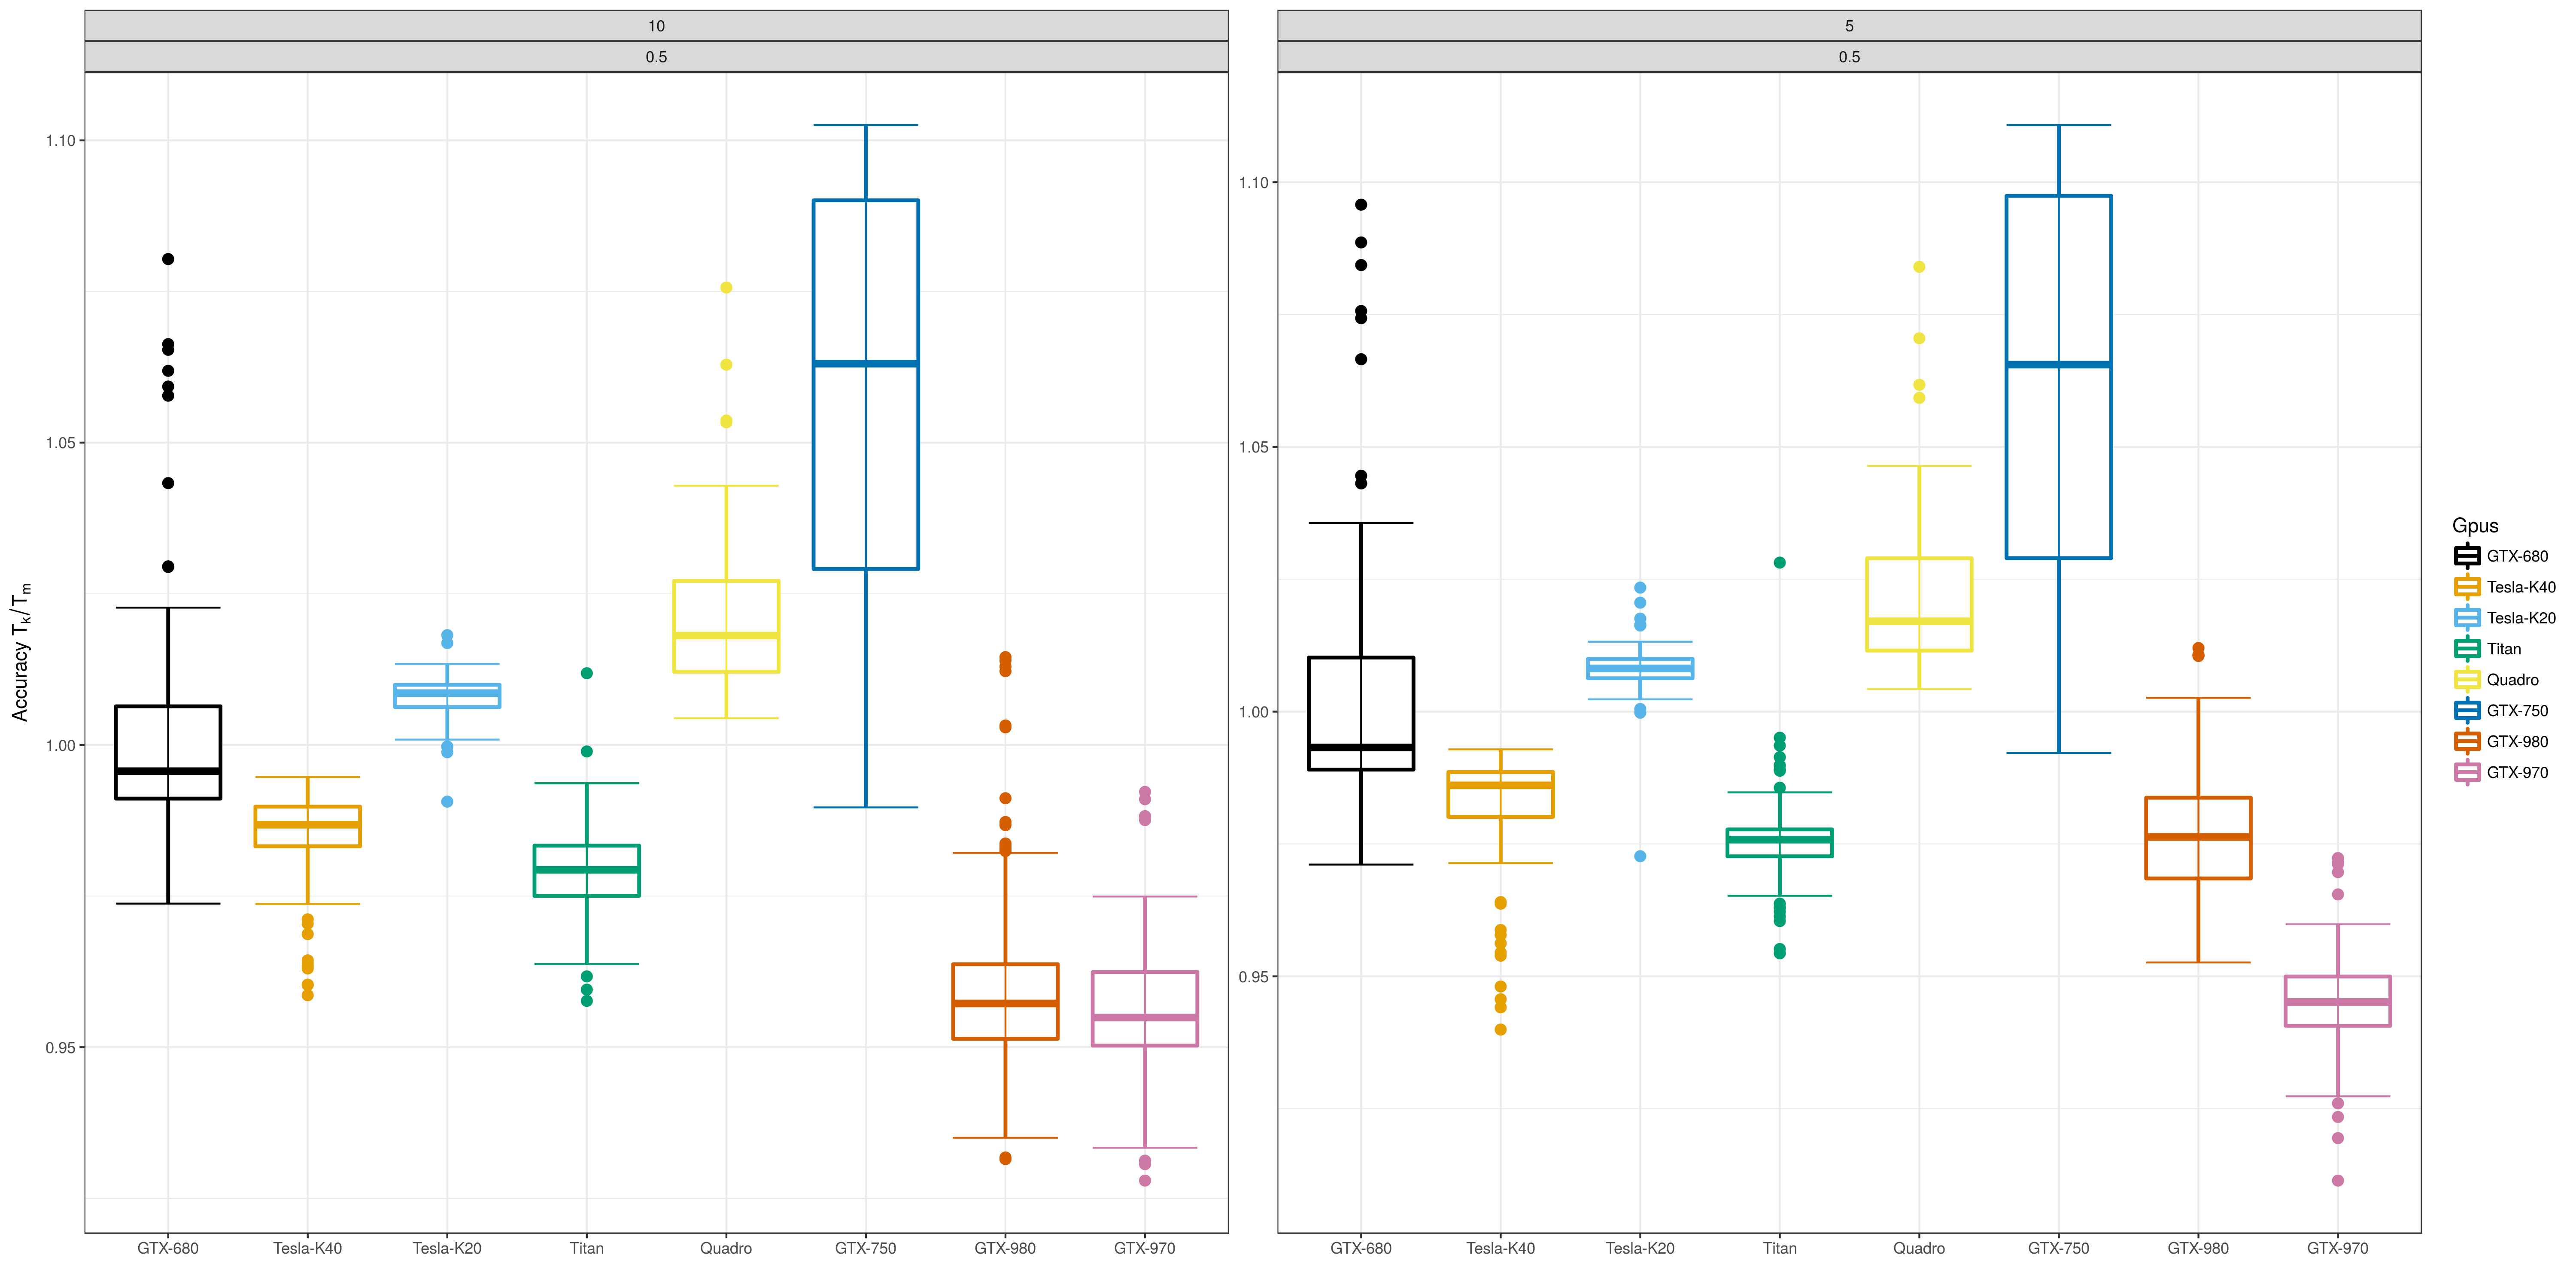 10
5
0.5
0.5
Accuracy Tk/Tm
1.10
1.05
1.00
0.95
1.10
1.05
1.00
0.95
GTX-680 Tesla-K40 Tesla-K20 Titan Quadro GTX-750 GTX-980 GTX-970
GTX-680 Tesla-K40 Tesla-K20 Titan Quadro GTX-750 GTX-980 GTX-970
Gpus
GTX-680
Tesla-K40
Tesla-K20
Titan
Quadro
GTX-750
GTX-980
GTX-970